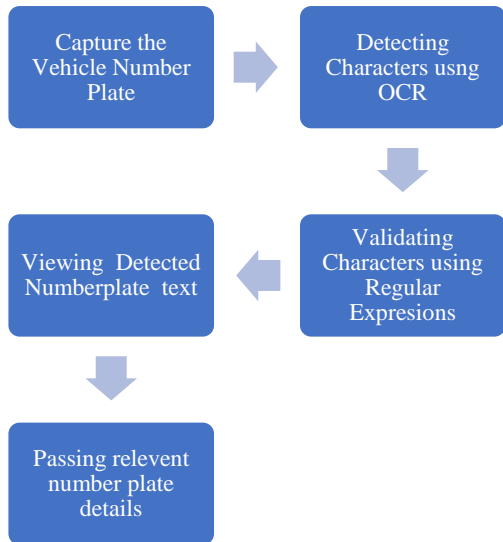 Capture the
Vehicle Number
Plate
Detecting
Characters usng
OCR
Validating
Characters using
Regular
Expresions
Viewing Detected
Numberplate text
Passing relevent
number plate
details